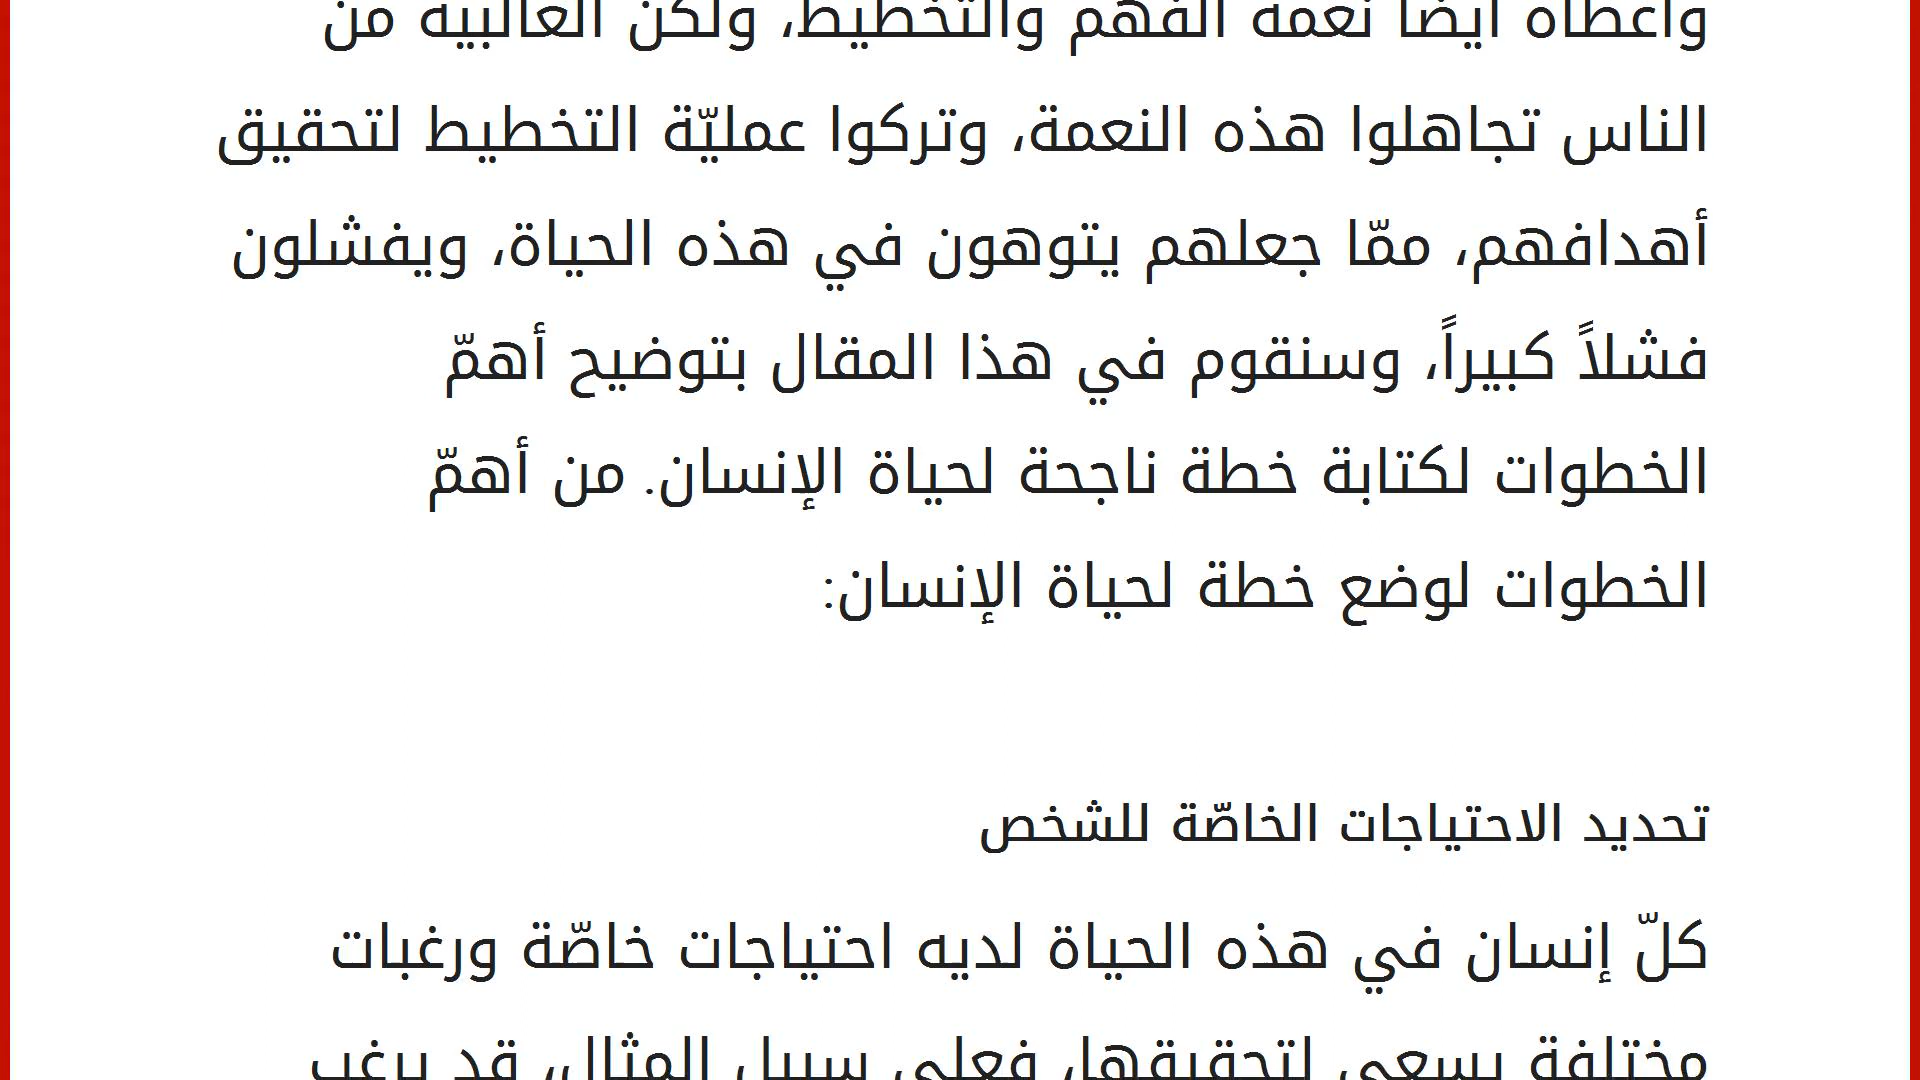 وأعطاه أيضاً نعمة الفهم والتخطيط، ولكن الغالبية من
الناس تجاهلوا هذه النعمة، وتركوا عمليّة التخطيط لتحقيق
أهدافهم، ممّا جعلهم يتوهون في هذه الحياة، ويفشلون
فشلاً كبيراً، وسنقوم في هذا المقال بتوضيح أهمّ
الخطوات لكتابة خطة ناجحة لحياة الإنسان. من أهمّ
الخطوات لوضع خطة لحياة الإنسان:
تحديد الاحتياجات الخاصّة للشخص
كلّ إنسان في هذه الحياة لديه احتياجات خاصّة ورغبات
مختلفة يسعى لتحقيقها، فعلى سبيل المثال، قد يرغب